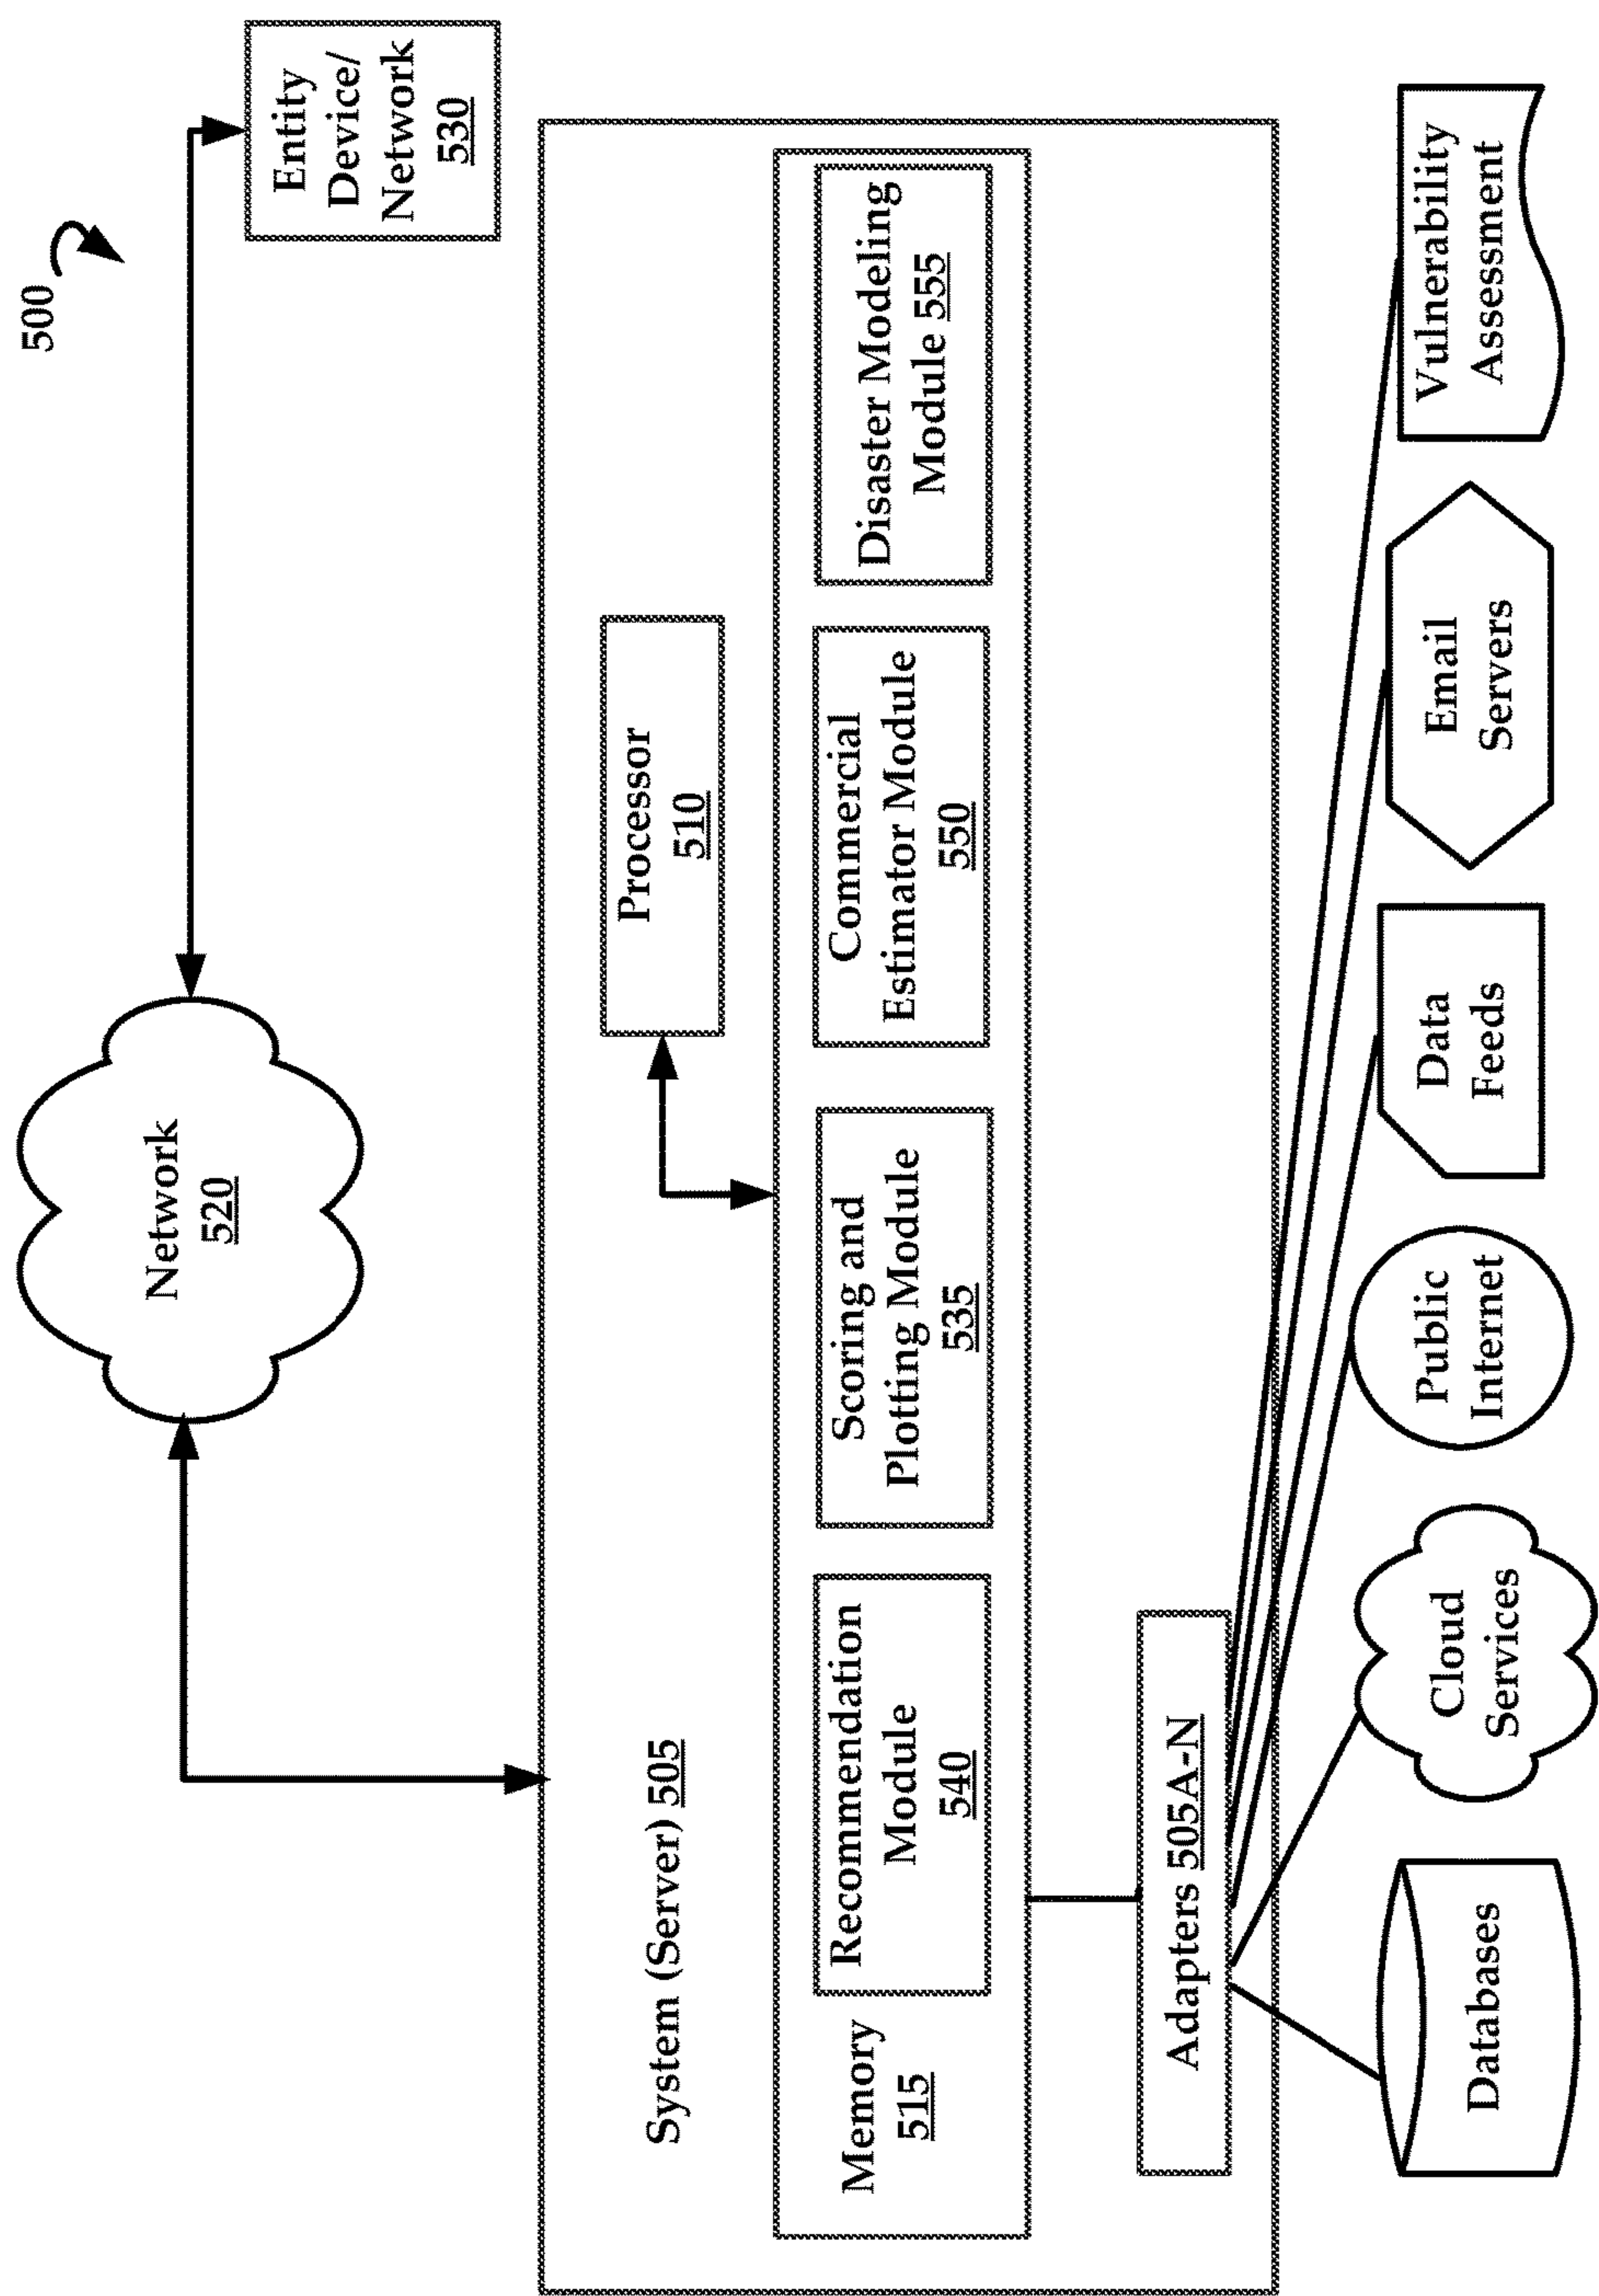 500
Network
520
Entity
Device/
Network
530
System (Server) 505
Processor
510
Memory
515
Recommendation
Module
540
Scoring and
Plotting Module
535
Commercial
Estimator Module
550
Disaster Modeling
Module 555
Adapters 505A-N
Databases
Cloud
Services
Public
Internet
Data
Feeds
Email
Servers
Vulnerability
Assessment